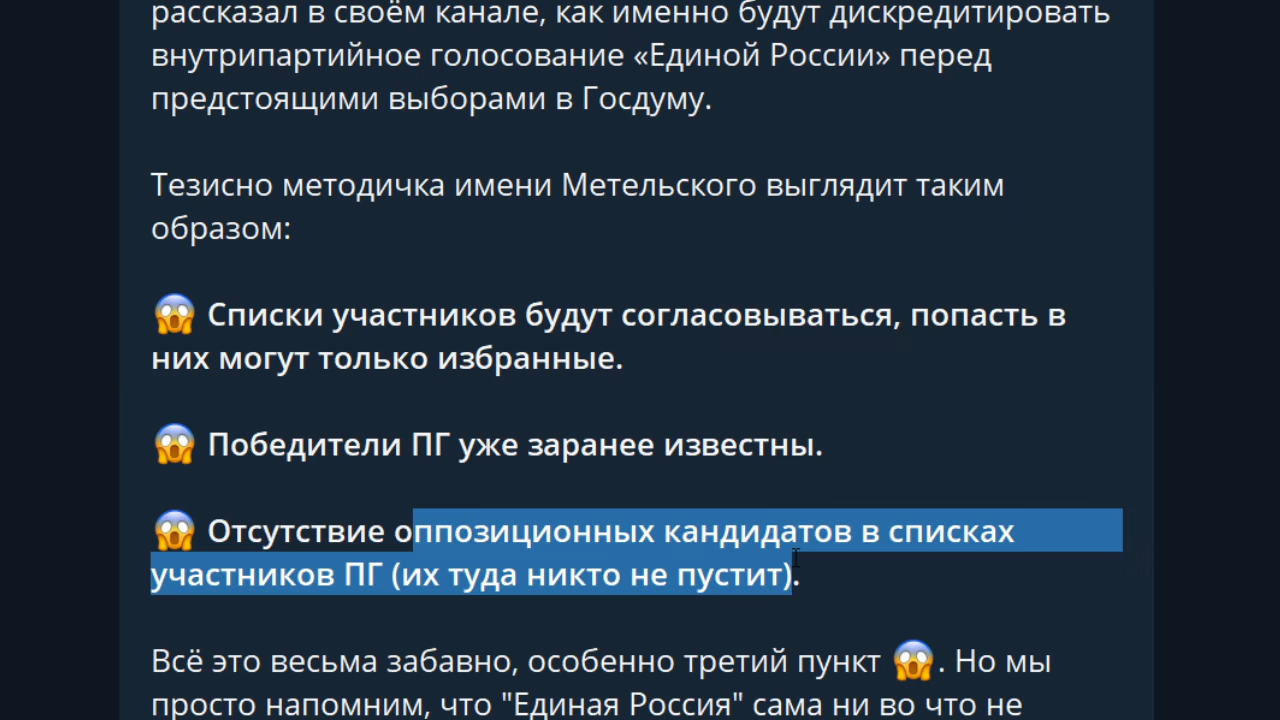 рассказал в своём канале, как именно будут дискредитировать
внутрипартийное голосование «Единой России» перед
предстоящими выборами в Госдуму.
Тезисно методичка имени Метельского выглядит таким
образом:
😱 Списки участников будут согласовываться, попасть в
них могут только избранные.
😱 Победители ПГ уже заранее известны.
😱 Отсутствие оппозиционных кандидатов в списках
участников ПГ (их туда никто не пустит).
Всё это весьма забавно, особенно третий пункт 😱. Но мы
просто напомним, что "Единая Россия" сама ни во что не